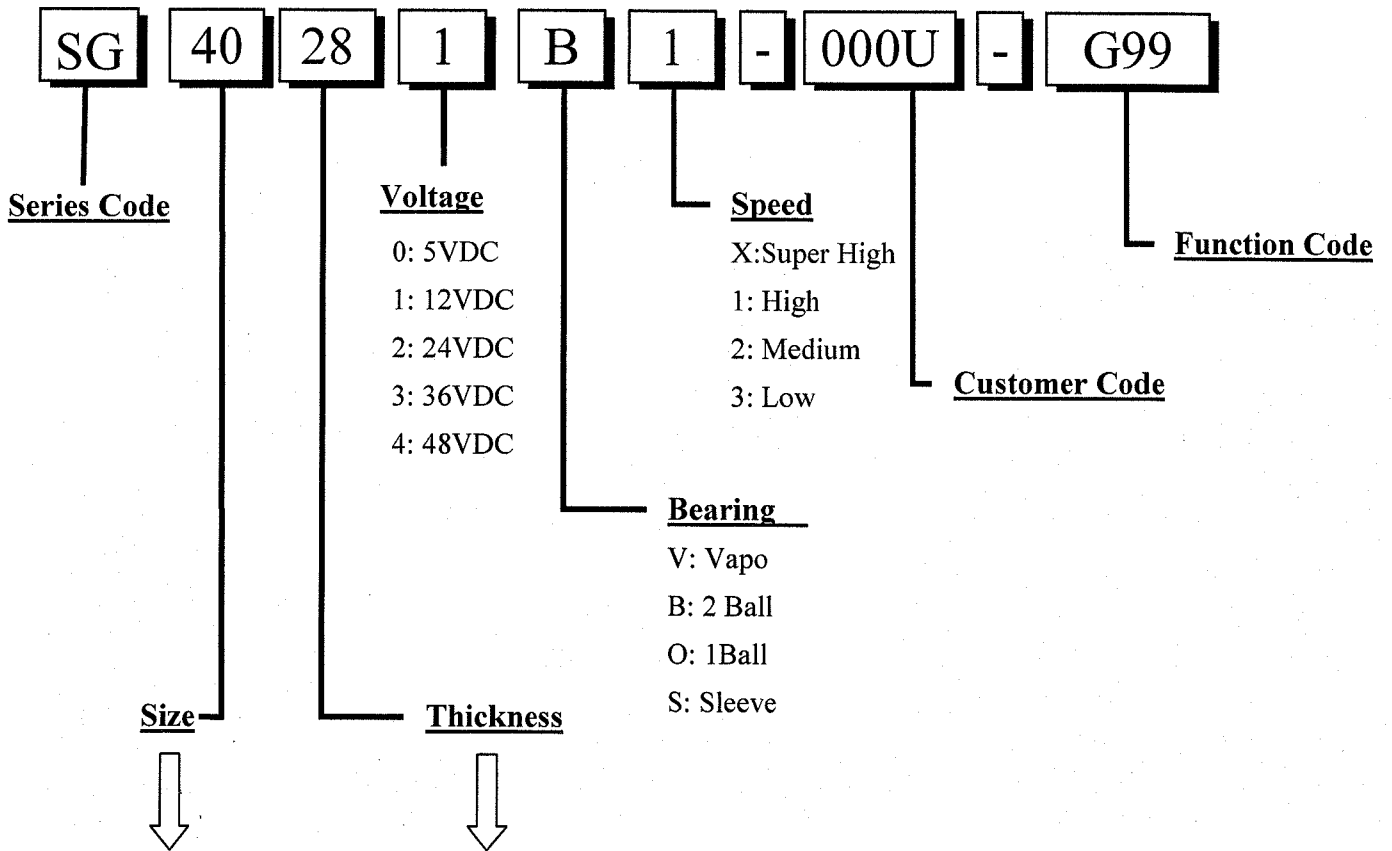 SG 40 28 1 B 1 - 000U - G99
Series Code
Voltage
0: 5VDC
1: 12VDC
2: 24VDC
3: 36VDC
4: 48VDC
Speed
X:Super High
1: High
2: Medium
3: Low
Function Code
Customer Code
Bearing
V: Vapo
B: 2 Ball
O: 1Ball
S: Sleeve
Size
Thickness